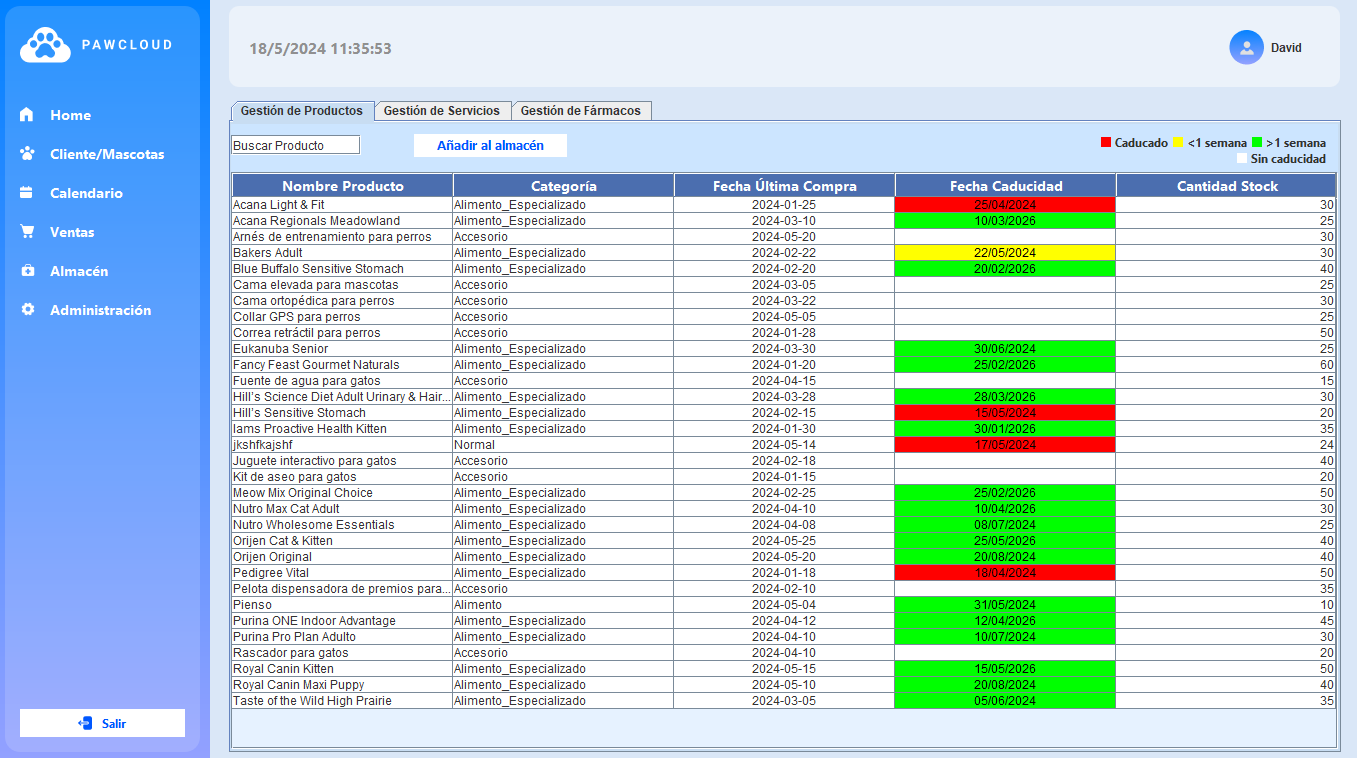 PAWCLOUD
Home
Cliente/Mascotas
Calendario
Ventas
Almacén
Administración
Salir
18/5/2024 11:35:53
David
Gestión de Productos Gestión de Servicios Gestión de Fármacos
Buscar Producto Añadir al almacén
Caducado <1 semana >1 semana
Sin caducidad
Nombre Producto Categoría Fecha Última Compra Fecha Caducidad Cantidad Stock
Acana Light & Fit Alimento_Especializado 2024-01-25 25/04/2024 30
Acana Regionals Meadowland Alimento_Especializado 2024-03-10 10/03/2026 25
Arnés de entrenamiento para perros Accesorio 2024-05-20 30
Bakers Adult Alimento_Especializado 2024-02-22 22/05/2024 30
Blue Buffalo Sensitive Stomach Alimento_Especializado 2024-02-20 20/02/2026 40
Cama elevada para mascotas Accesorio 2024-03-05 25
Cama ortopédica para perros Accesorio 2024-03-22 30
Collar GPS para perros Accesorio 2024-05-05 25
Correa retráctil para perros Accesorio 2024-01-28 50
Eukanuba Senior Alimento_Especializado 2024-03-30 30/06/2024 25
Fancy Feast Gourmet Naturals Alimento_Especializado 2024-01-20 25/02/2026 60
Fuente de agua para gatos Accesorio 2024-04-15 15
Hill's Science Diet Adult Urinary & Hair... Alimento_Especializado 2024-03-28 28/03/2026 30
Hill's Sensitive Stomach Alimento_Especializado 2024-02-15 15/05/2024 20
Iams Proactive Health Kitten Alimento_Especializado 2024-01-30 30/01/2026 35
jkshfkajshf Normal 2024-05-14 17/05/2024 24
Juguete interactivo para gatos Accesorio 2024-02-18 40
Kit de aseo para gatos Accesorio 2024-01-15 20
Meow Mix Original Choice Alimento_Especializado 2024-02-25 25/02/2026 50
Nutro Max Cat Adult Alimento_Especializado 2024-04-10 10/04/2026 30
Nutro Wholesome Essentials Alimento_Especializado 2024-04-08 08/07/2024 25
Orijen Cat & Kitten Alimento_Especializado 2024-05-25 25/05/2026 40
Orijen Original Alimento_Especializado 2024-05-20 20/08/2024 40
Pedigree Vital Alimento_Especializado 2024-01-18 18/04/2024 50
Pelota dispensadora de premios para... Accesorio 2024-02-10 35
Pienso Alimento 2024-05-04 31/05/2024 10
Purina ONE Indoor Advantage Alimento_Especializado 2024-04-12 12/04/2026 45
Purina Pro Plan Adulto Alimento_Especializado 2024-04-10 10/07/2024 30
Rascador para gatos Accesorio 2024-04-10 20
Royal Canin Kitten Alimento_Especializado 2024-05-15 15/05/2026 50
Royal Canin Maxi Puppy Alimento_Especializado 2024-05-10 20/08/2024 40
Taste of the Wild High Prairie Alimento_Especializado 2024-03-05 05/06/2024 35